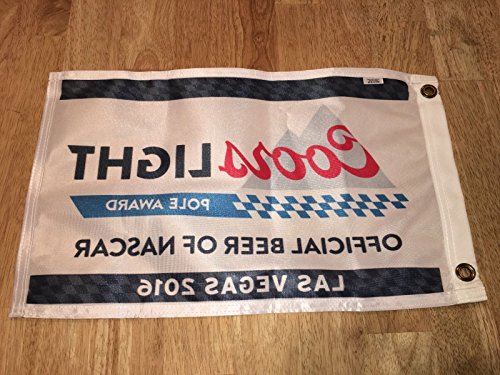 Coors LIGHT
POLE AWARD
OFFICIAL BEER OF NASCAR
LAS VEGAS 2016